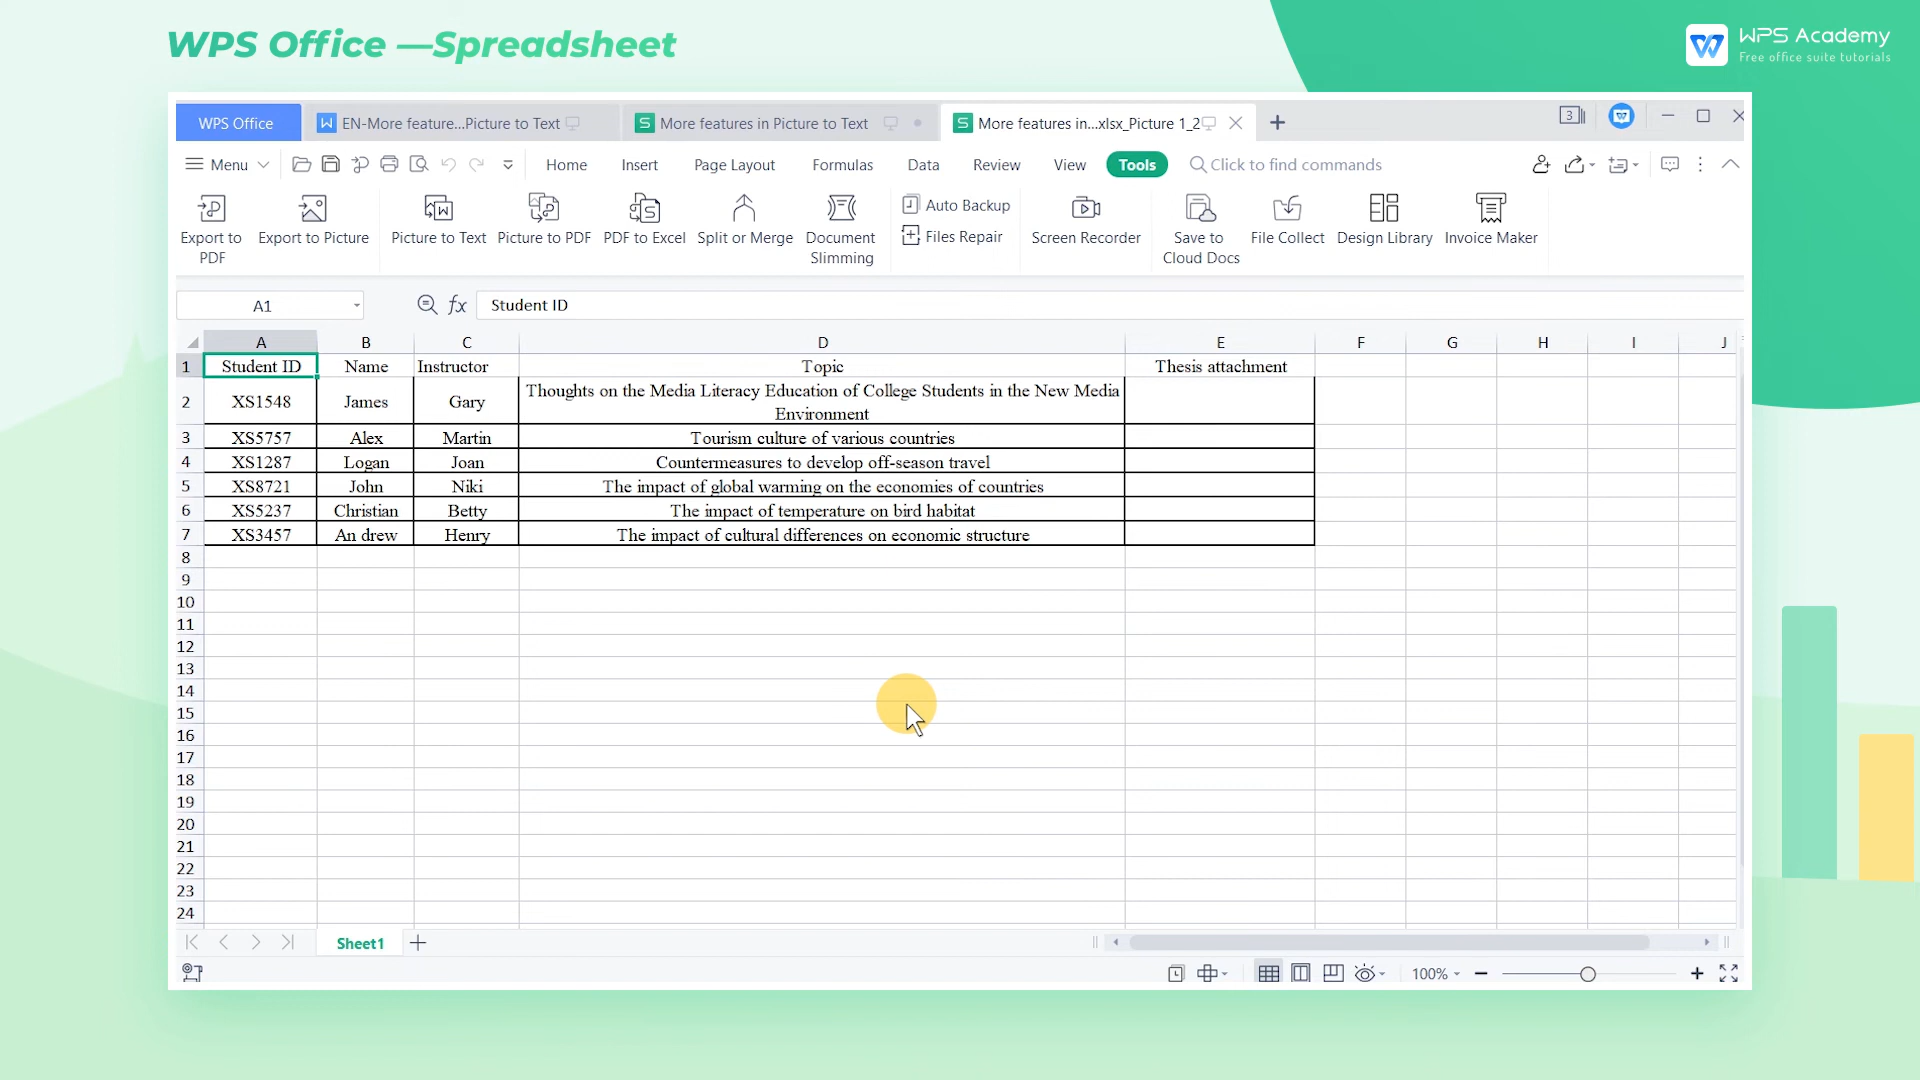 WPS Office —Spreadsheet
WPS Academy
Free office suite tutorials
WPS Office
EN-More feature...Picture to Text
More features in Picture to Text
More features in...xlsx_Picture 1_2
3
Menu
Home
Insert
Page Layout
Formulas
Data
Review
View
Tools
Click to find commands
Export to PDF
Export to Picture
Picture to Text
Picture to PDF
PDF to Excel
Split or Merge
Document Slimming
Auto Backup
Files Repair
Screen Recorder
Save to Cloud Docs
File Collect
Design Library
Invoice Maker
A1
fx
Student ID
A B C D E F G H I J
1 Student ID Name Instructor Topic Thesis attachment
2 XS1548 James Gary Thoughts on the Media Literacy Education of College Students in the New Media Environment
3 XS5757 Alex Martin Tourism culture of various countries
4 XS1287 Logan Joan Countermeasures to develop off-season travel
5 XS8721 John Niki The impact of global warming on the economies of countries
6 XS5237 Christian Betty The impact of temperature on bird habitat
7 XS3457 An drew Henry The impact of cultural differences on economic structure
8
9
10
11
12
13
14
15
16
17
18
19
20
21
22
23
24
Sheet1
100%